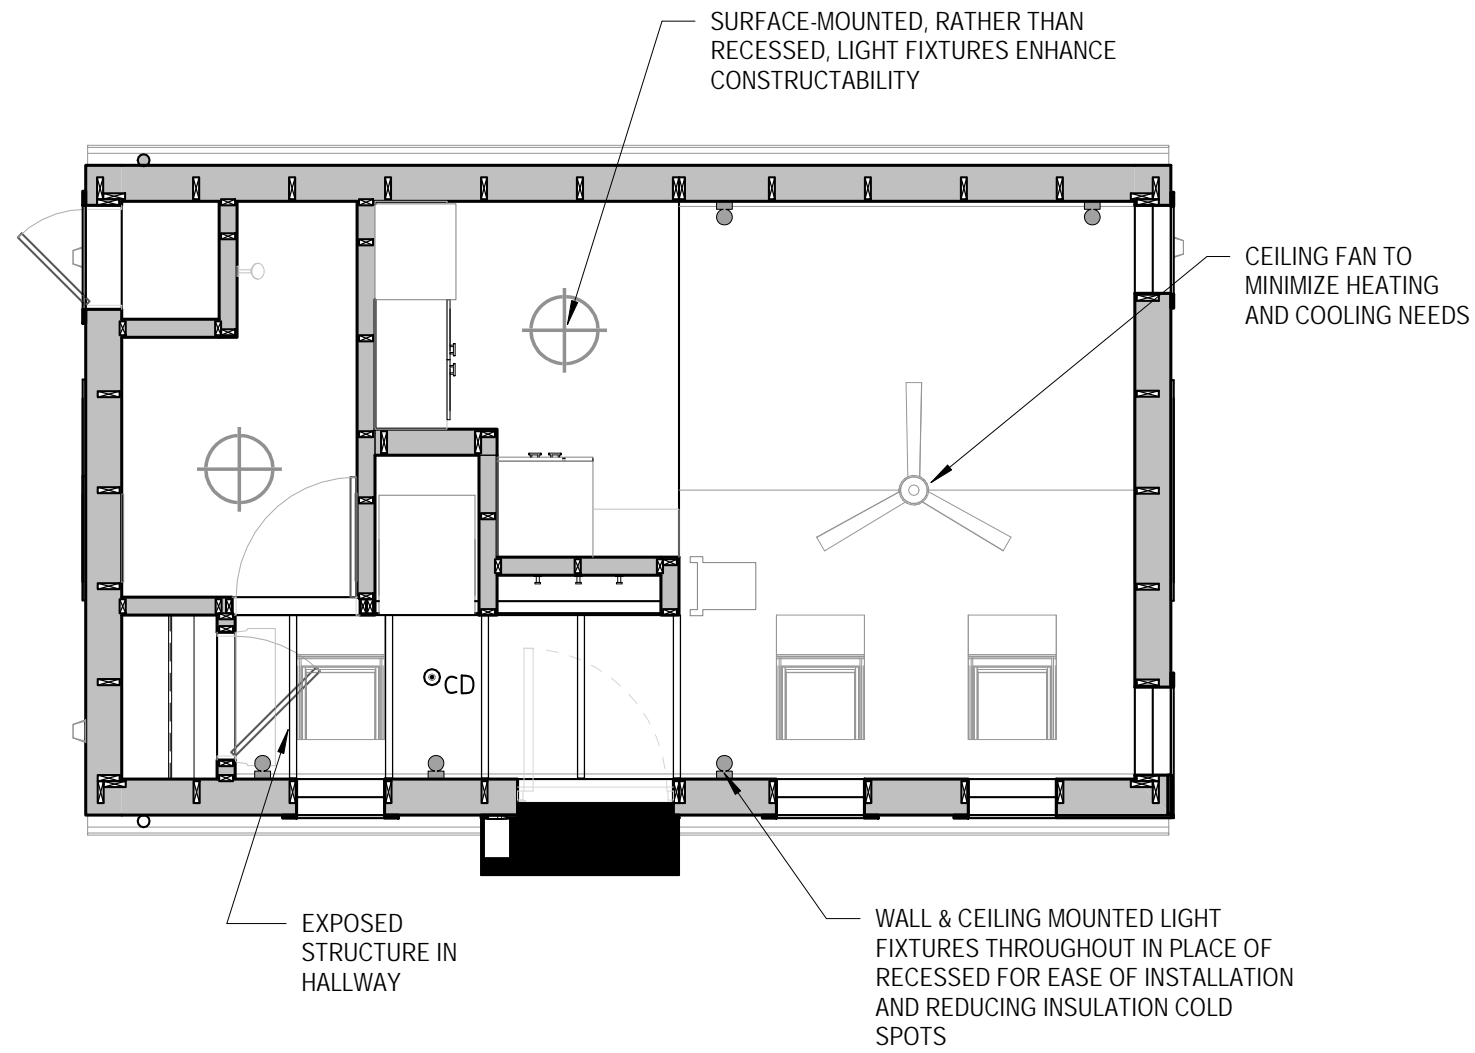 SURFACE-MOUNTED, RATHER THAN
RECESSED, LIGHT FIXTURES ENHANCE
CONSTRUCTABILITY
CEILING FAN TO
MINIMIZE HEATING
AND COOLING NEEDS
CD
EXPOSED
STRUCTURE IN
HALLWAY
WALL & CEILING MOUNTED LIGHT
FIXTURES THROUGHOUT IN PLACE OF
RECESSED FOR EASE OF INSTALLATION
AND REDUCING INSULATION COLD
SPOTS